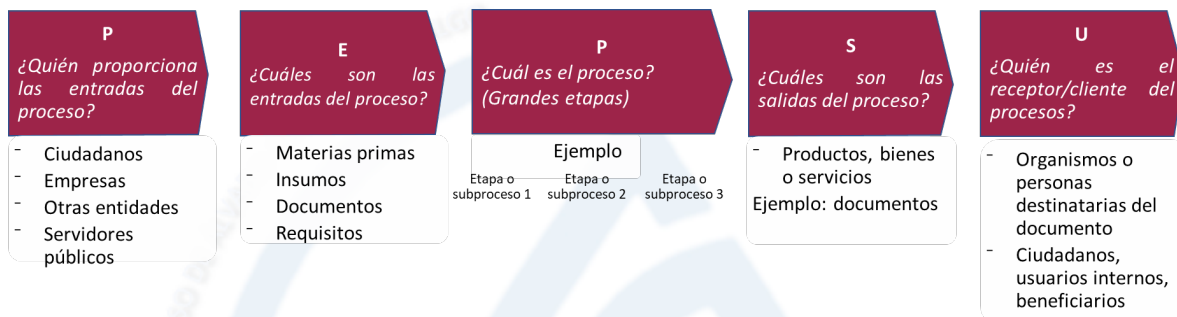 P
¿Quién proporciona
las entradas del
proceso?
- Ciudadanos
- Empresas
- Otras entidades
- Servidores
públicos
E
¿Cuáles son las
entradas del proceso?
- Materias primas
- Insumos
- Documentos
- Requisitos
P
¿Cuál es el proceso?
(Grandes etapas)
Ejemplo
Etapa o
subproceso 1
Etapa o
subproceso 2
Etapa o
subproceso 3
S
¿Cuáles son las
salidas del proceso?
- Productos, bienes
o servicios
Ejemplo: documentos
U
¿Quién es el
receptor/cliente del
procesos?
- Organismos o
personas
destinatarias del
documento
- Ciudadanos,
usuarios internos,
beneficiarios